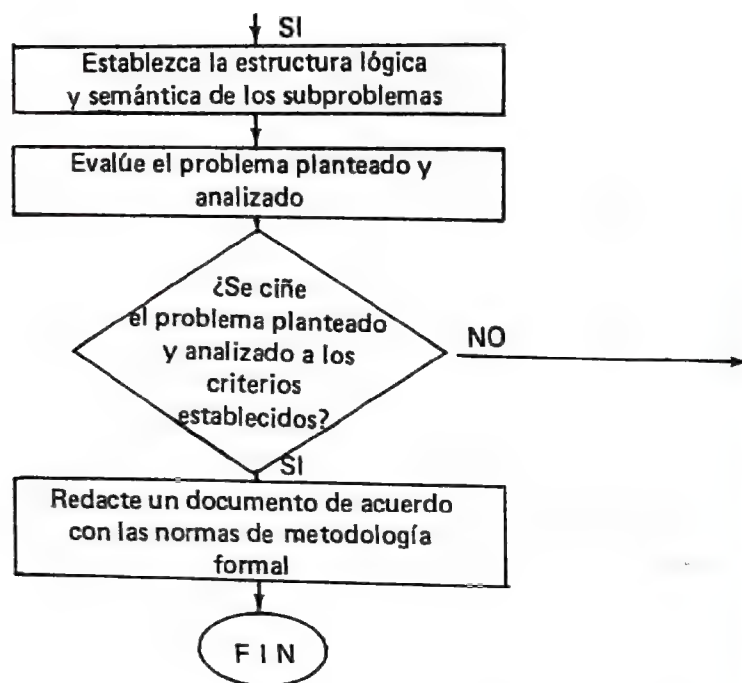 SI
Establezca la estructura lógica
y semántica de los subproblemas
Evalúe el problema planteado y
analizado
¿Se ciñe
el problema planteado
y analizado a los
criterios
establecidos?
NO
SI
Redacte un documento de acuerdo
con las normas de metodología
formal
FIN